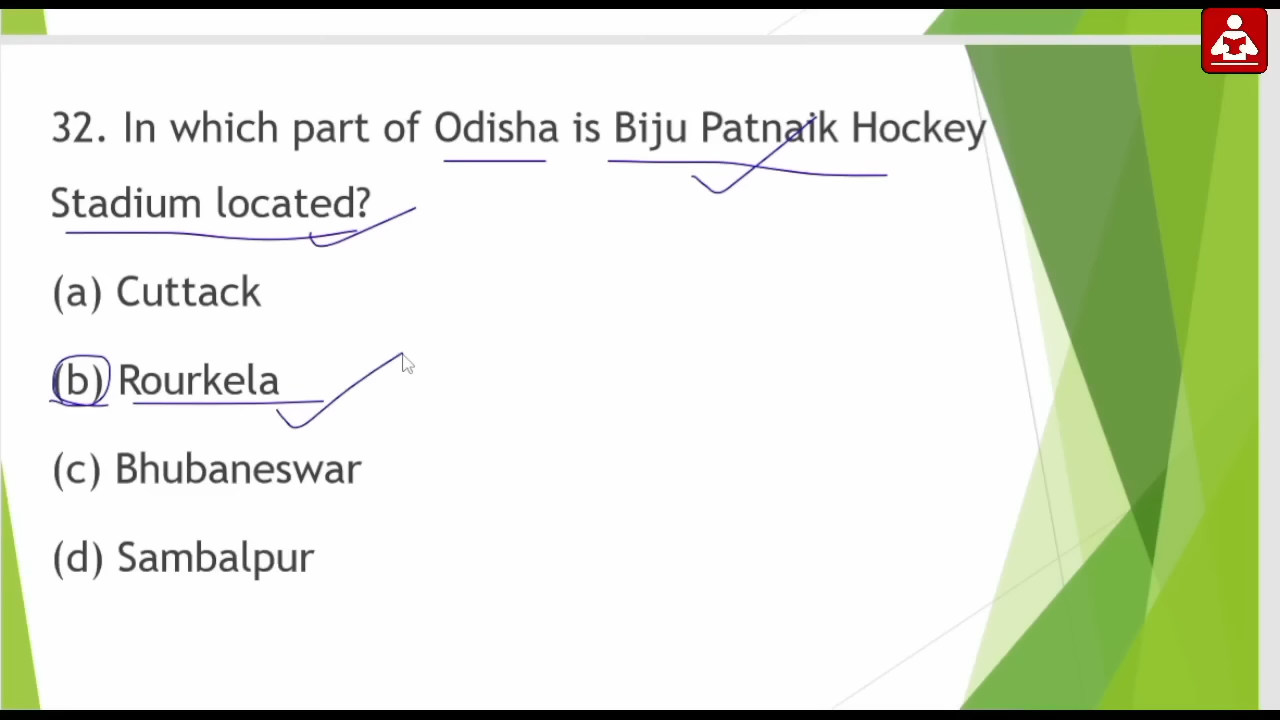 32. In which part of Odisha is Biju Patnaik Hockey
Stadium located?
(a) Cuttack
(b) Rourkela
(c) Bhubaneswar
(d) Sambalpur